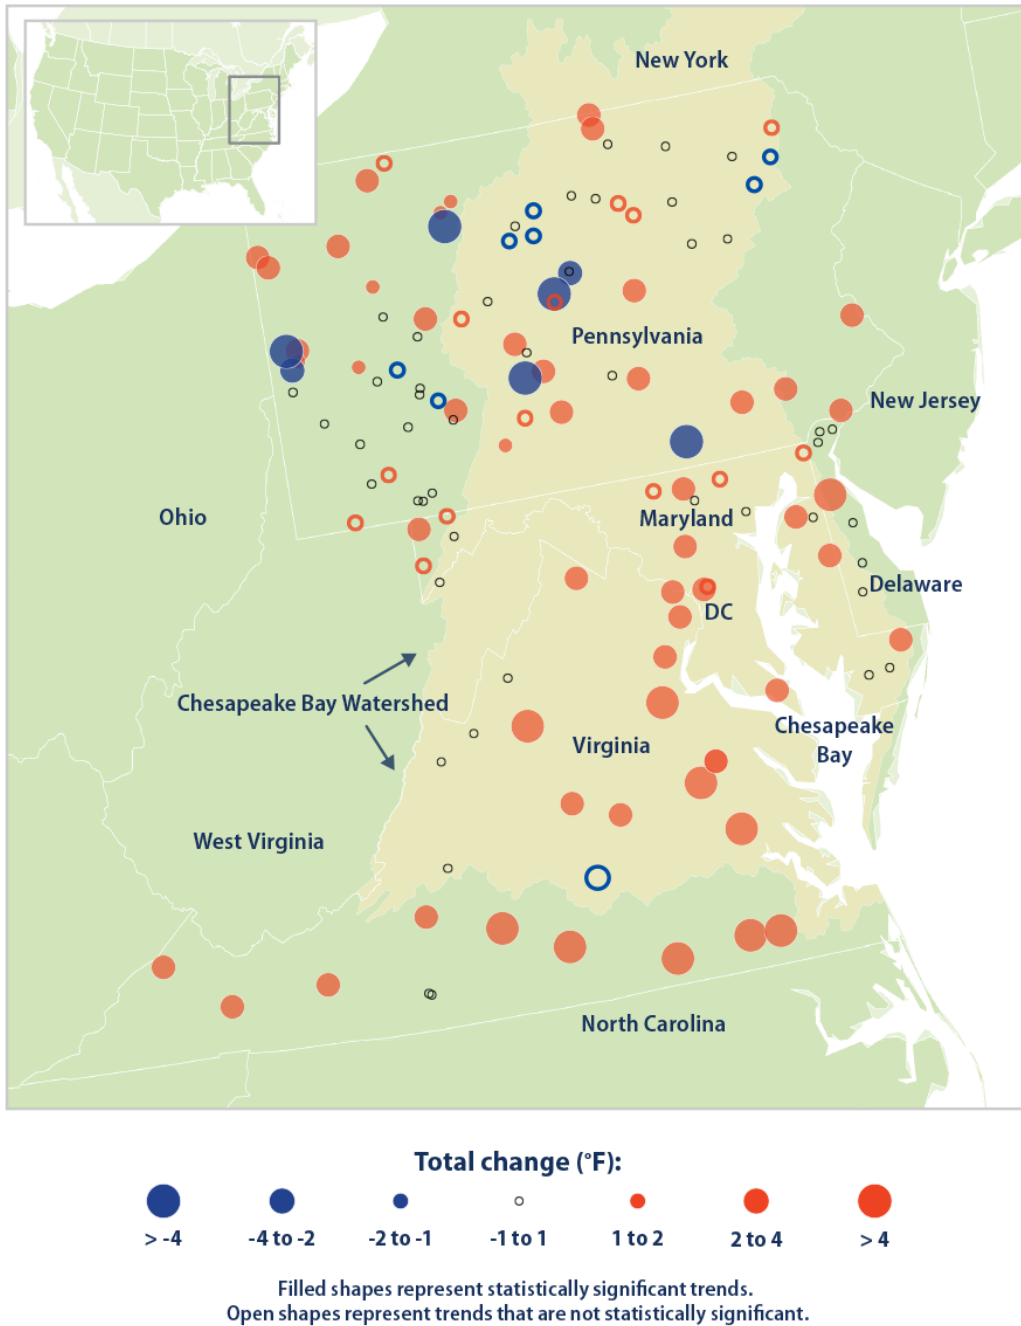 New York
Pennsylvania
New Jersey
Ohio
Maryland
Delaware
DC
Chesapeake Bay Watershed
Chesapeake
Bay
Virginia
West Virginia
North Carolina
Total change (°F):
> -4 -4 to -2 -2 to -1 -1 to 1 1 to 2 2 to 4 > 4
Filled shapes represent statistically significant trends.
Open shapes represent trends that are not statistically significant.